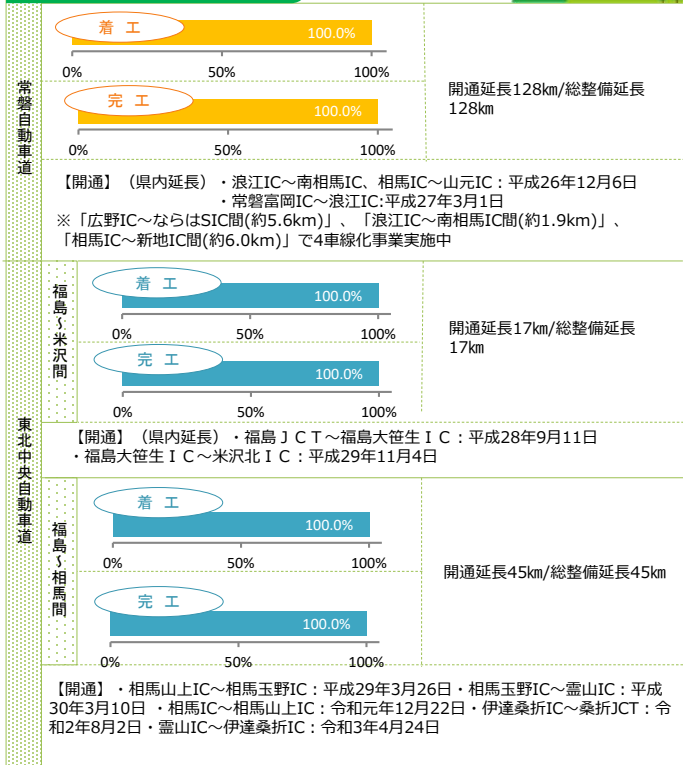 常磐自動車道
着 工
100.0%
0% 50% 100%
完 工
100.0%
0% 50% 100%
開通延長128㎞/総整備延長
128㎞
【開通】（県内延長）・浪江IC～南相馬IC、相馬IC～山元IC：平成26年12月6日
・常磐富岡IC～浪江IC:平成27年3月1日
※「広野IC～ならはSIC間(約5.6km)」、「浪江IC～南相馬IC間(約1.9km)」、
「相馬IC～新地IC間(約6.0km)」で4車線化事業実施中
東北中央自動車道
福島～米沢間
着 工
100.0%
0% 50% 100%
完 工
100.0%
0% 50% 100%
開通延長17㎞/総整備延長
17㎞
【開通】（県内延長）・福島ＪＣＴ～福島大笹生ＩＣ：平成28年9月11日
・福島大笹生ＩＣ～米沢北ＩＣ：平成29年11月4日
福島～相馬間
着 工
100.0%
0% 50% 100%
完 工
100.0%
0% 50% 100%
開通延長45㎞/総整備延長45㎞
【開通】・相馬山上IC～相馬玉野IC：平成29年3月26日・相馬玉野IC～霊山IC：平成
30年3月10日 ・相馬IC～相馬山上IC：令和元年12月22日・伊達桑折IC～桑折JCT：令
和2年8月2日・霊山IC～伊達桑折IC：令和3年4月24日